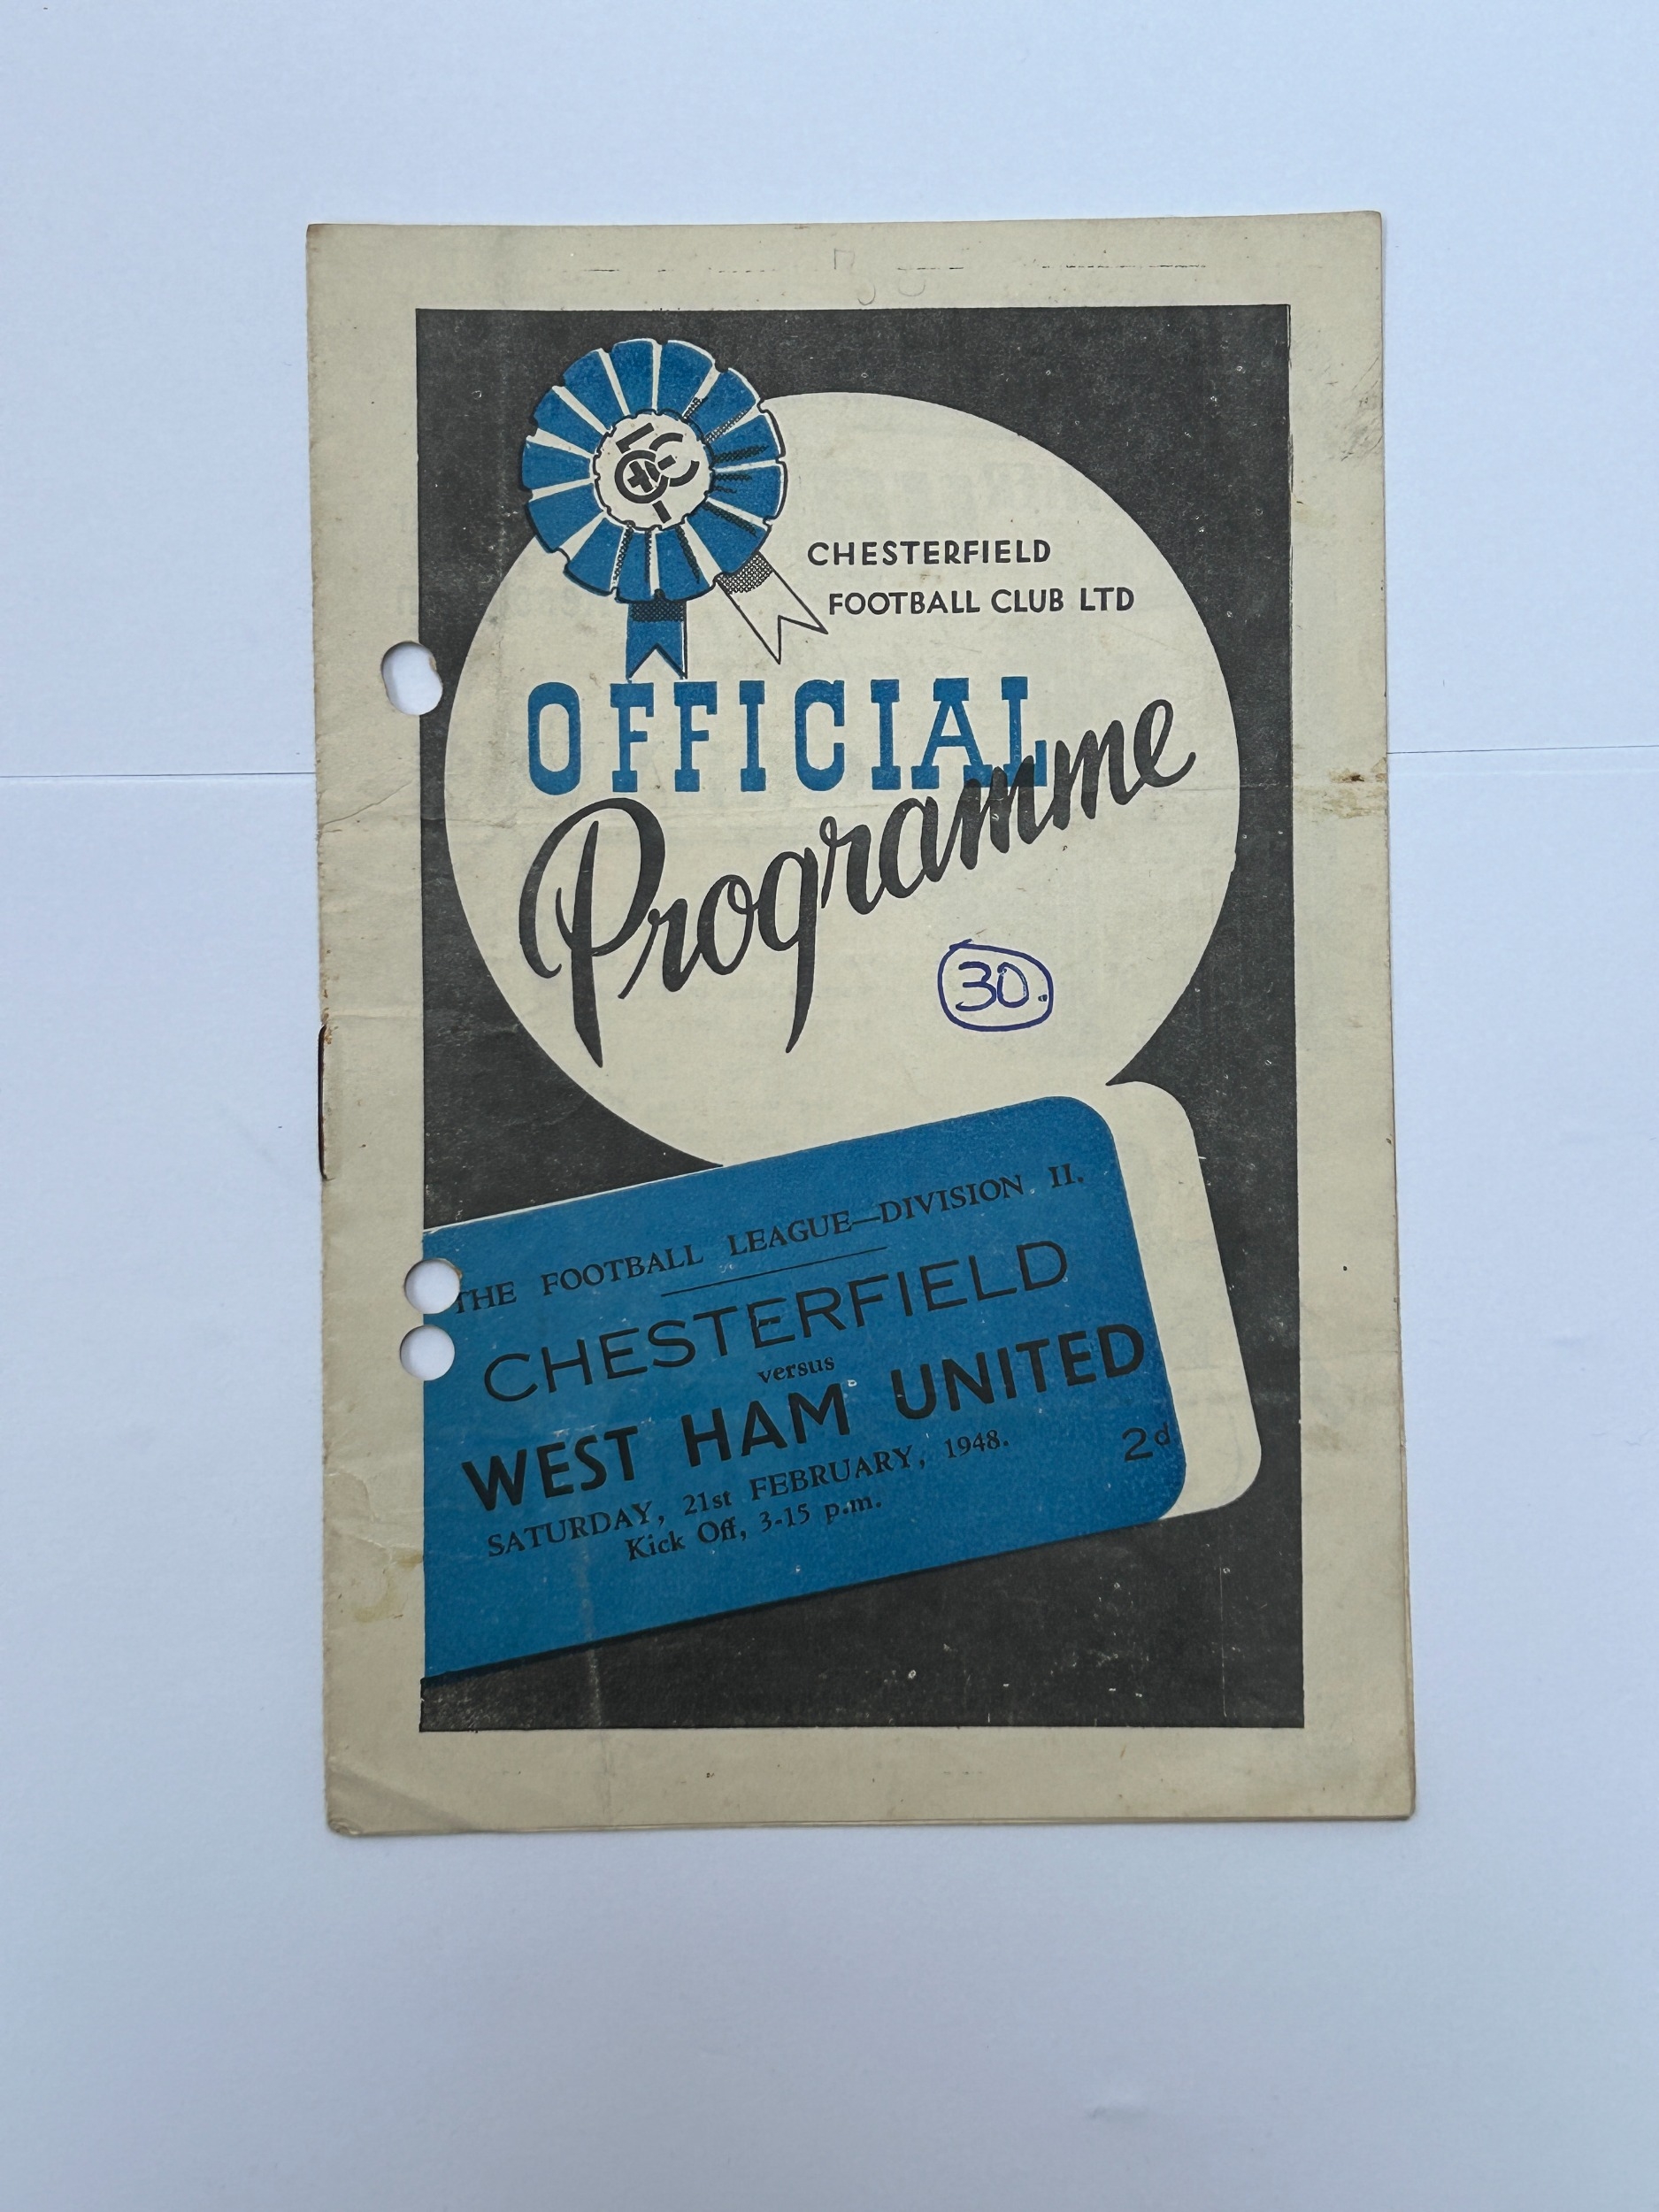 CHESTERFIELD
FOOTBALL CLUB LTD
OFFICIAL
Programme
30.
THE FOOTBALL LEAGUE—DIVISION II.
CHESTERFIELD
versus
WEST HAM UNITED
SATURDAY, 21st FEBRUARY, 1948.
2d
Kick Off, 3-15 p.m.